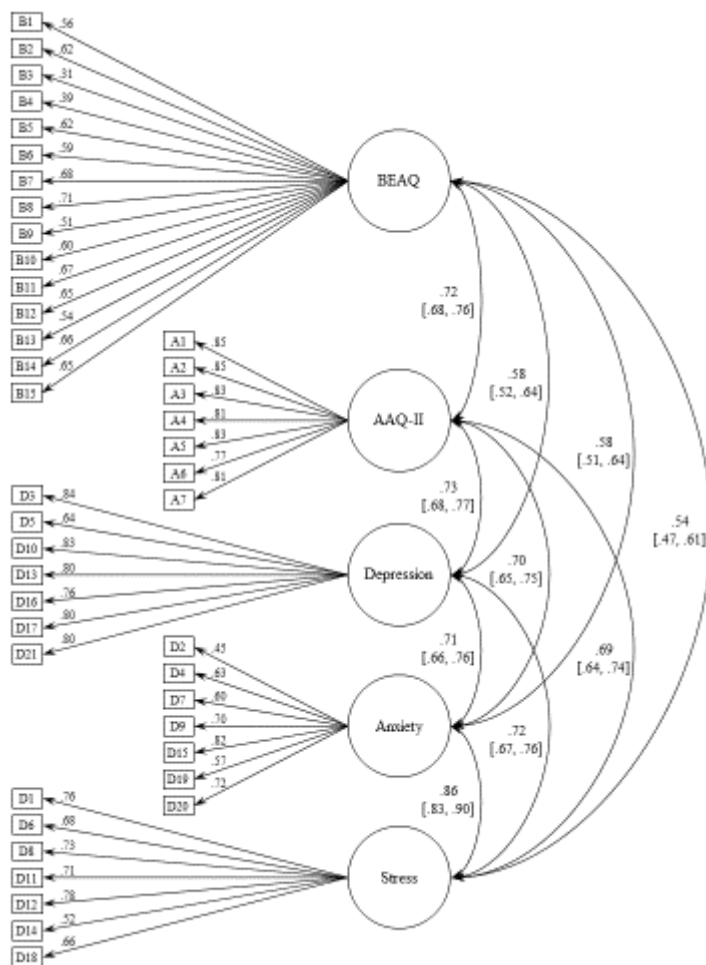 B1 .56
B2 .62
B3 .31
B4 .39
B5 .62
B6 .59
B7 .68
B8 .71
B9 .51
B10 .60
B11 .67
B12 .65
B13 .54
B14 .66
B15 .65
BEAQ
.72
[.68, .76]
A1 .85
A2 .85
A3 .83
A4 .81
A5 .83
A6 .77
A7 .81
AAQ-II
.58
[.52, .64]
.58
[.51, .64]
.54
[.47, .61]
.73
[.68, .77]
D3 .84
D5 .64
D10 .83
D13 .80
D16 .76
D17 .80
D21 .80
Depression
.70
[.65, .75]
.71
[.66, .76]
.69
[.64, .74]
D2 .45
D4 .63
D7 .60
D9 .70
D15 .82
D19 .57
D20 .72
Anxiety
.72
[.67, .76]
.86
[.83, .90]
D1 .76
D6 .68
D8 .73
D11 .71
D12 .78
D14 .52
D18 .66
Stress